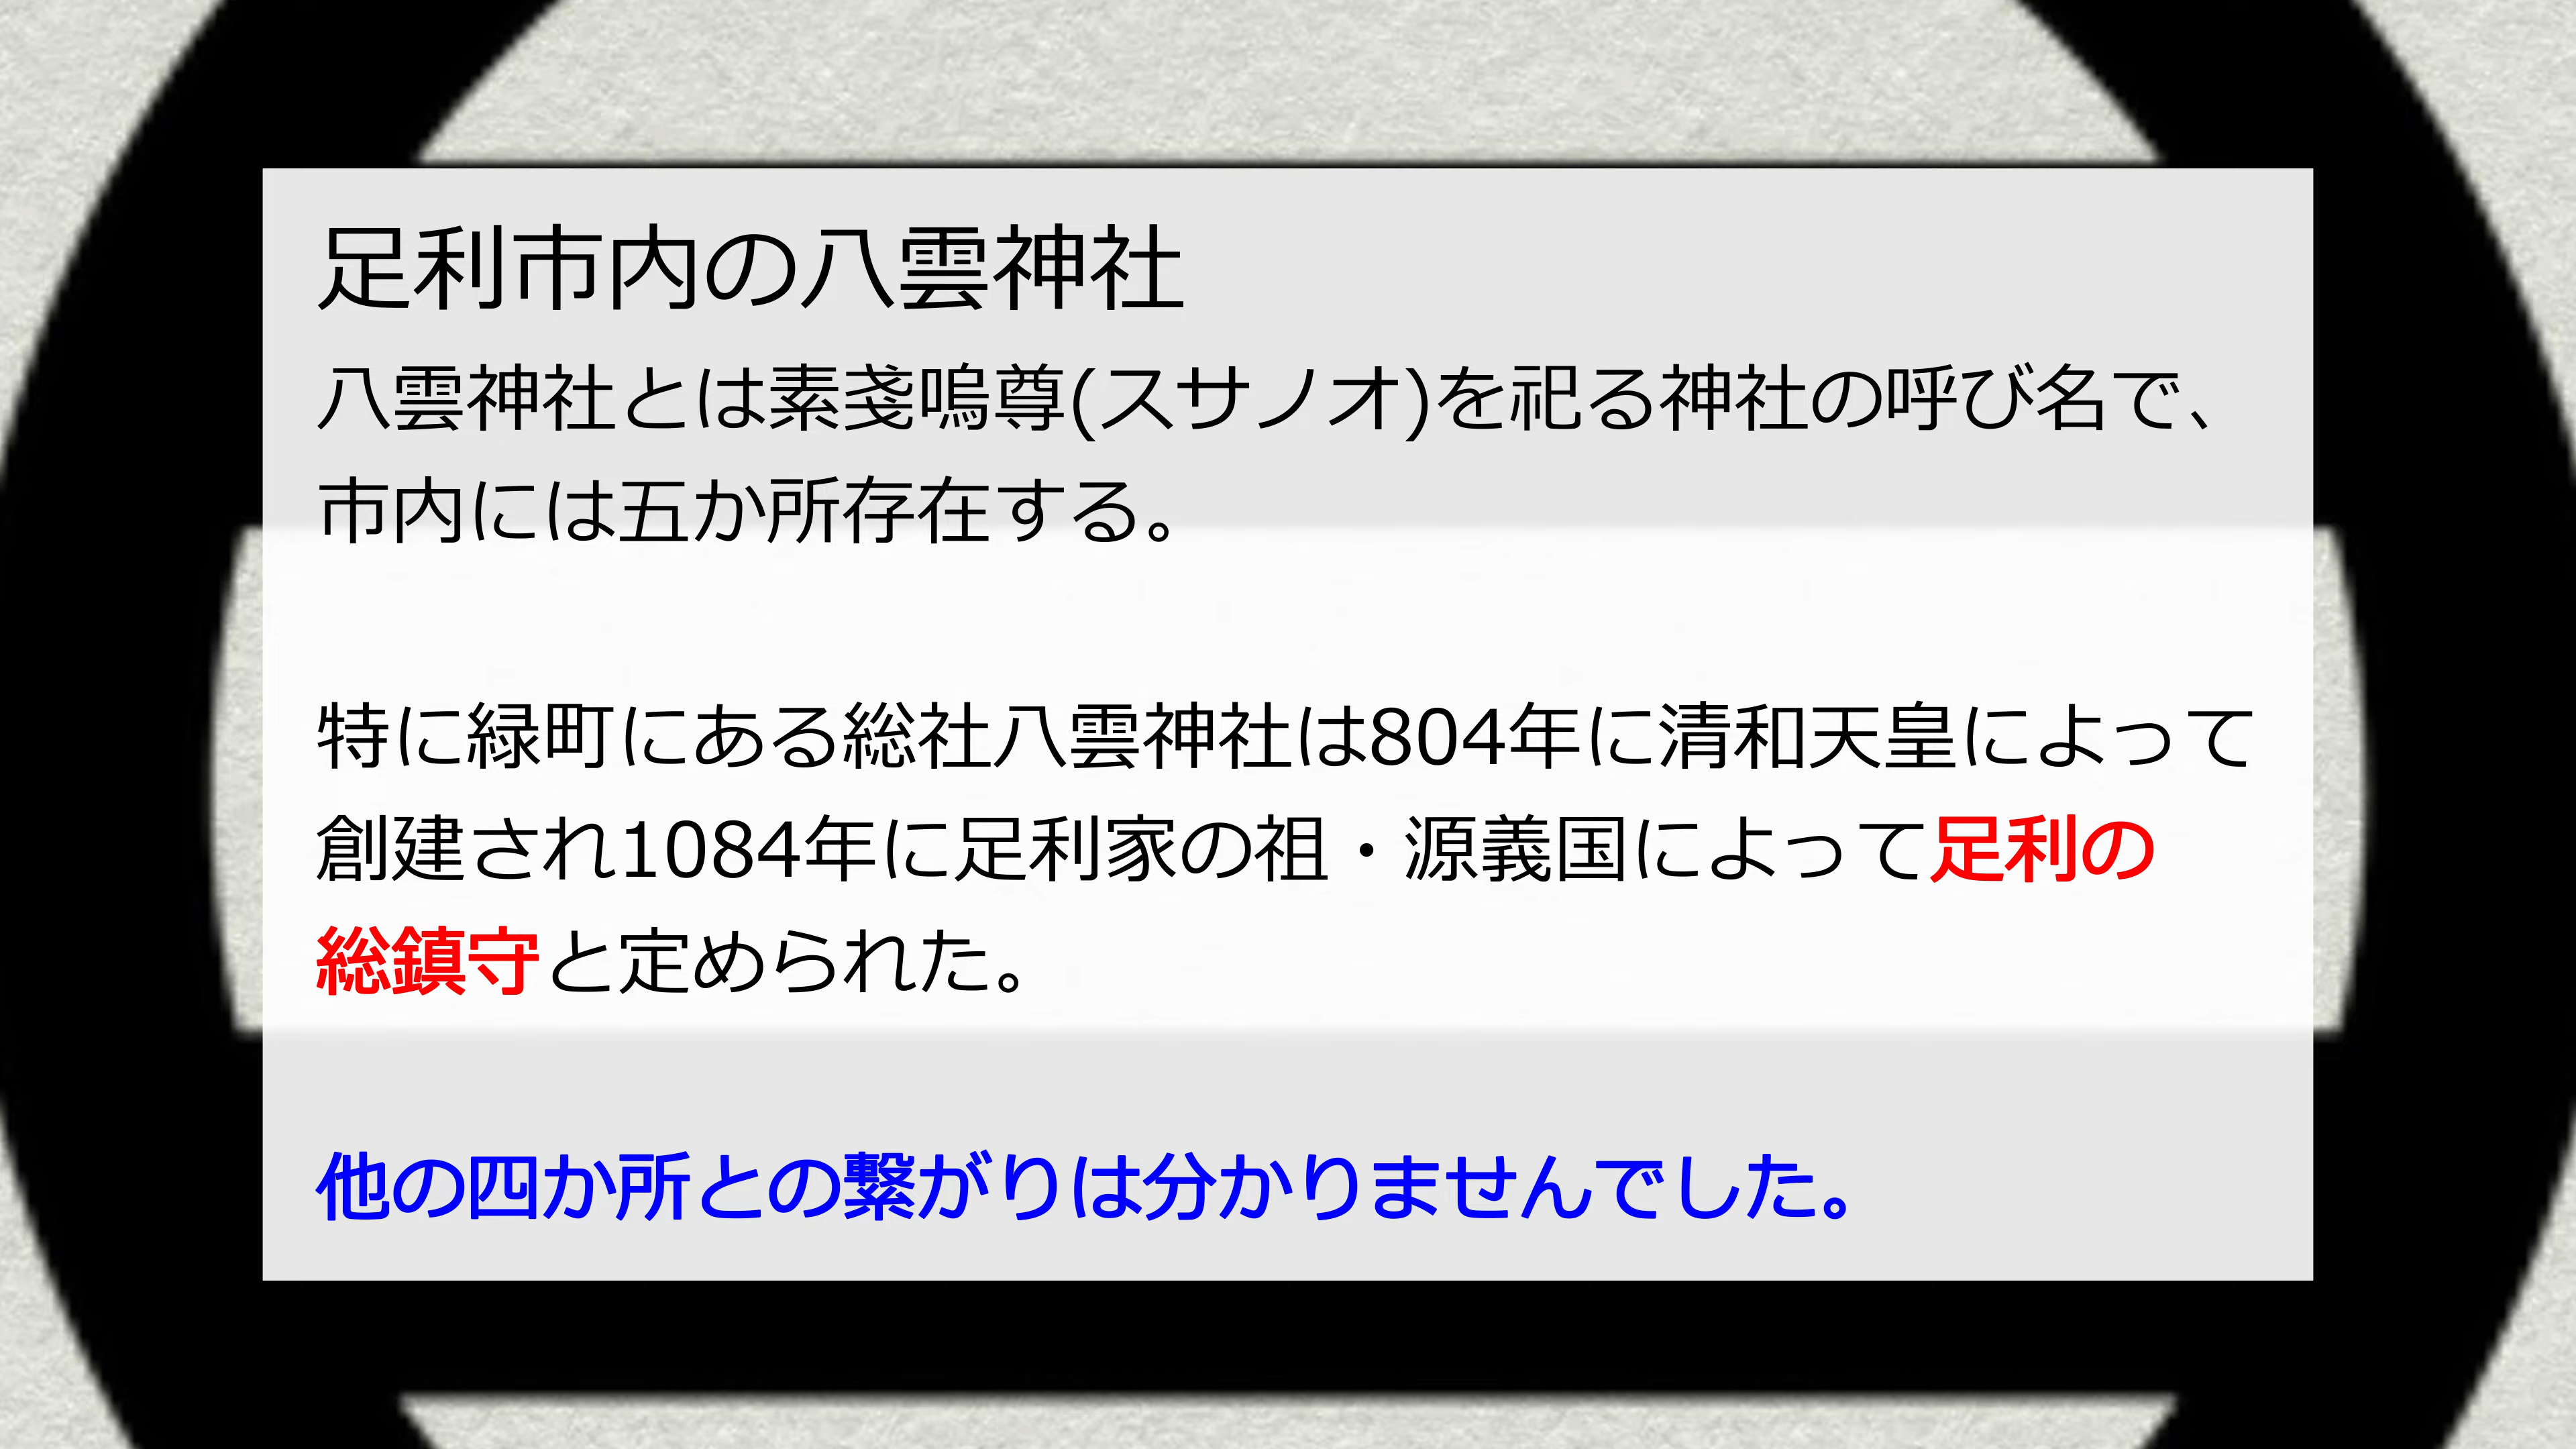 足利市内の八雲神社
八雲神社とは素戔嗚尊(スサノオ)を祀る神社の呼び名で、
市内には五か所存在する。
特に緑町にある総社八雲神社は804年に清和天皇によって
創建され1084年に足利家の祖・源義国によって足利の
総鎮守と定められた。
他の四か所との繋がりは分かりませんでした。